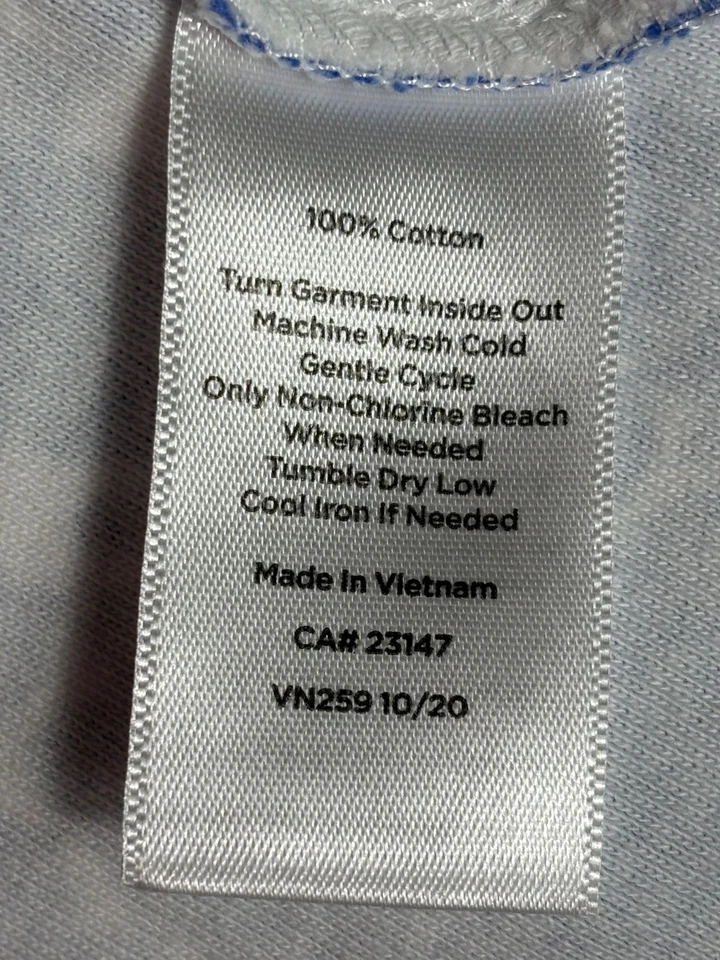 100% Cotton
Turn Garment Inside Out
Machine Wash Cold
Gentle Cycle
Only Non-Chlorine Bleach
When Needed
Tumble Dry Low
Cool Iron If Needed
Made In Vietnam
CA# 23147
VN259 10/20